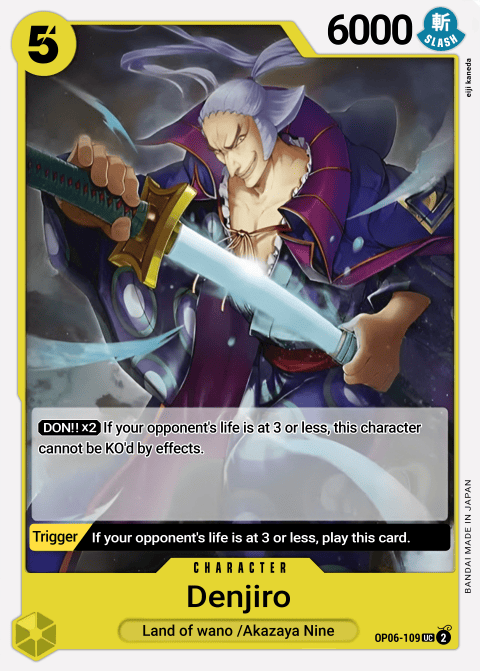 5
6000
斬
SLASH
eiji kaneda
DON!! ×2 If your opponent's life is at 3 or less, this character
cannot be KO'd by effects.
Trigger If your opponent's life is at 3 or less, play this card.
CHARACTER
Denjiro
Land of wano /Akazaya Nine
OP06-109 UC 2
BANDAI MADE IN JAPAN